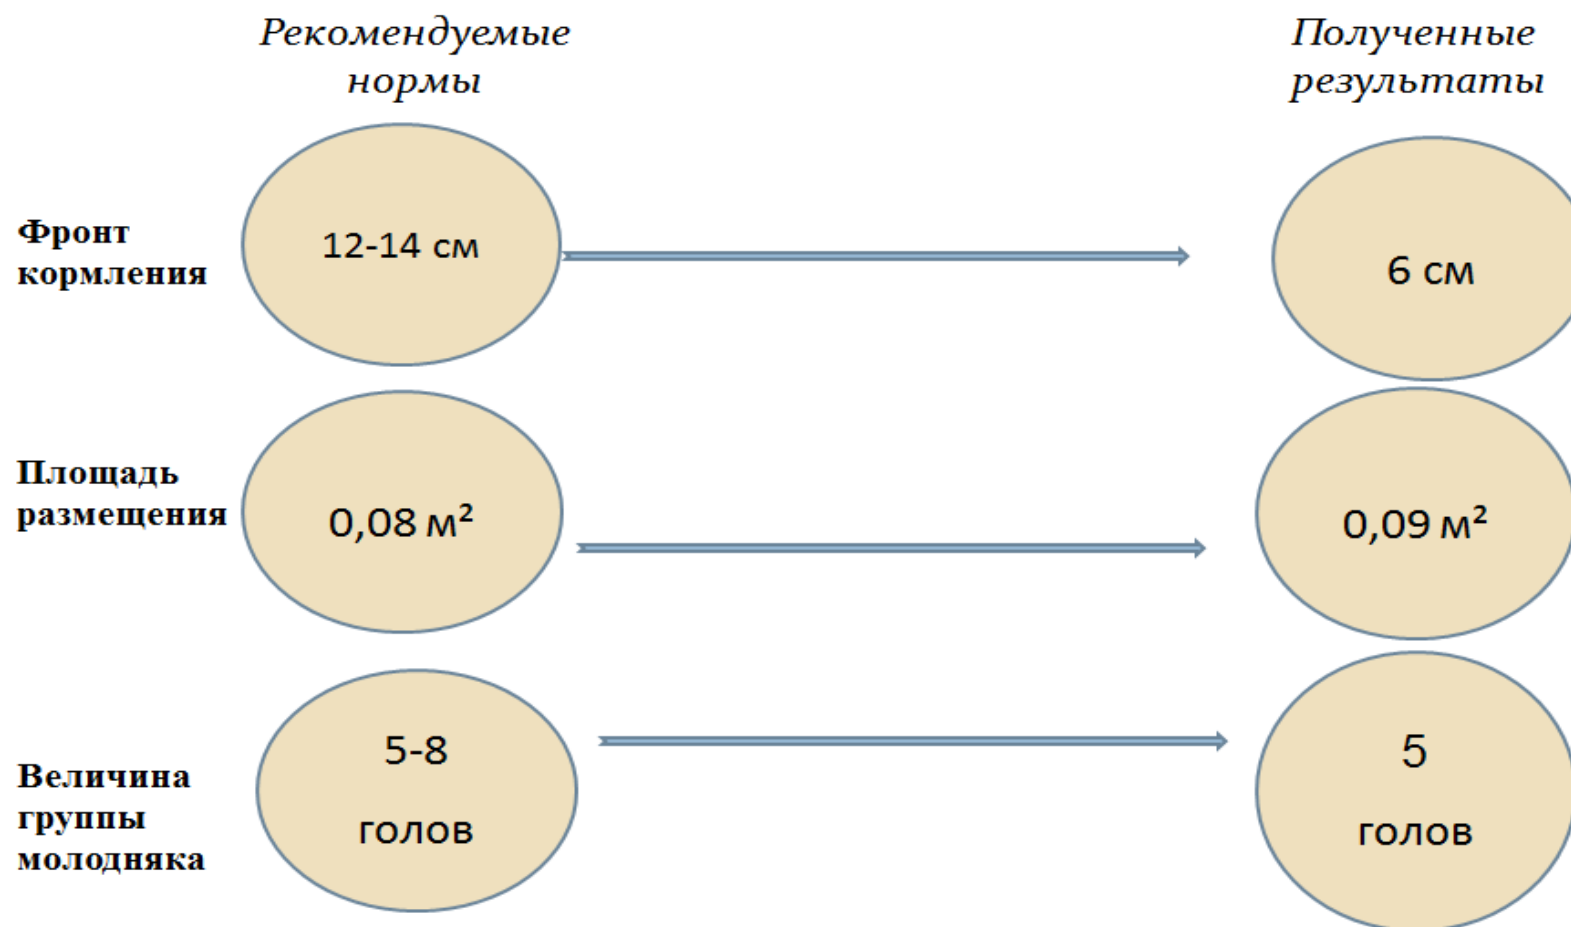 Рекомендуемые
нормы
Полученные
результаты
Фронт
кормления
12-14 см
6 см
Площадь
размещения
0,08 м²
0,09 м²
Величина
группы
молодняка
5-8
голов
5
голов